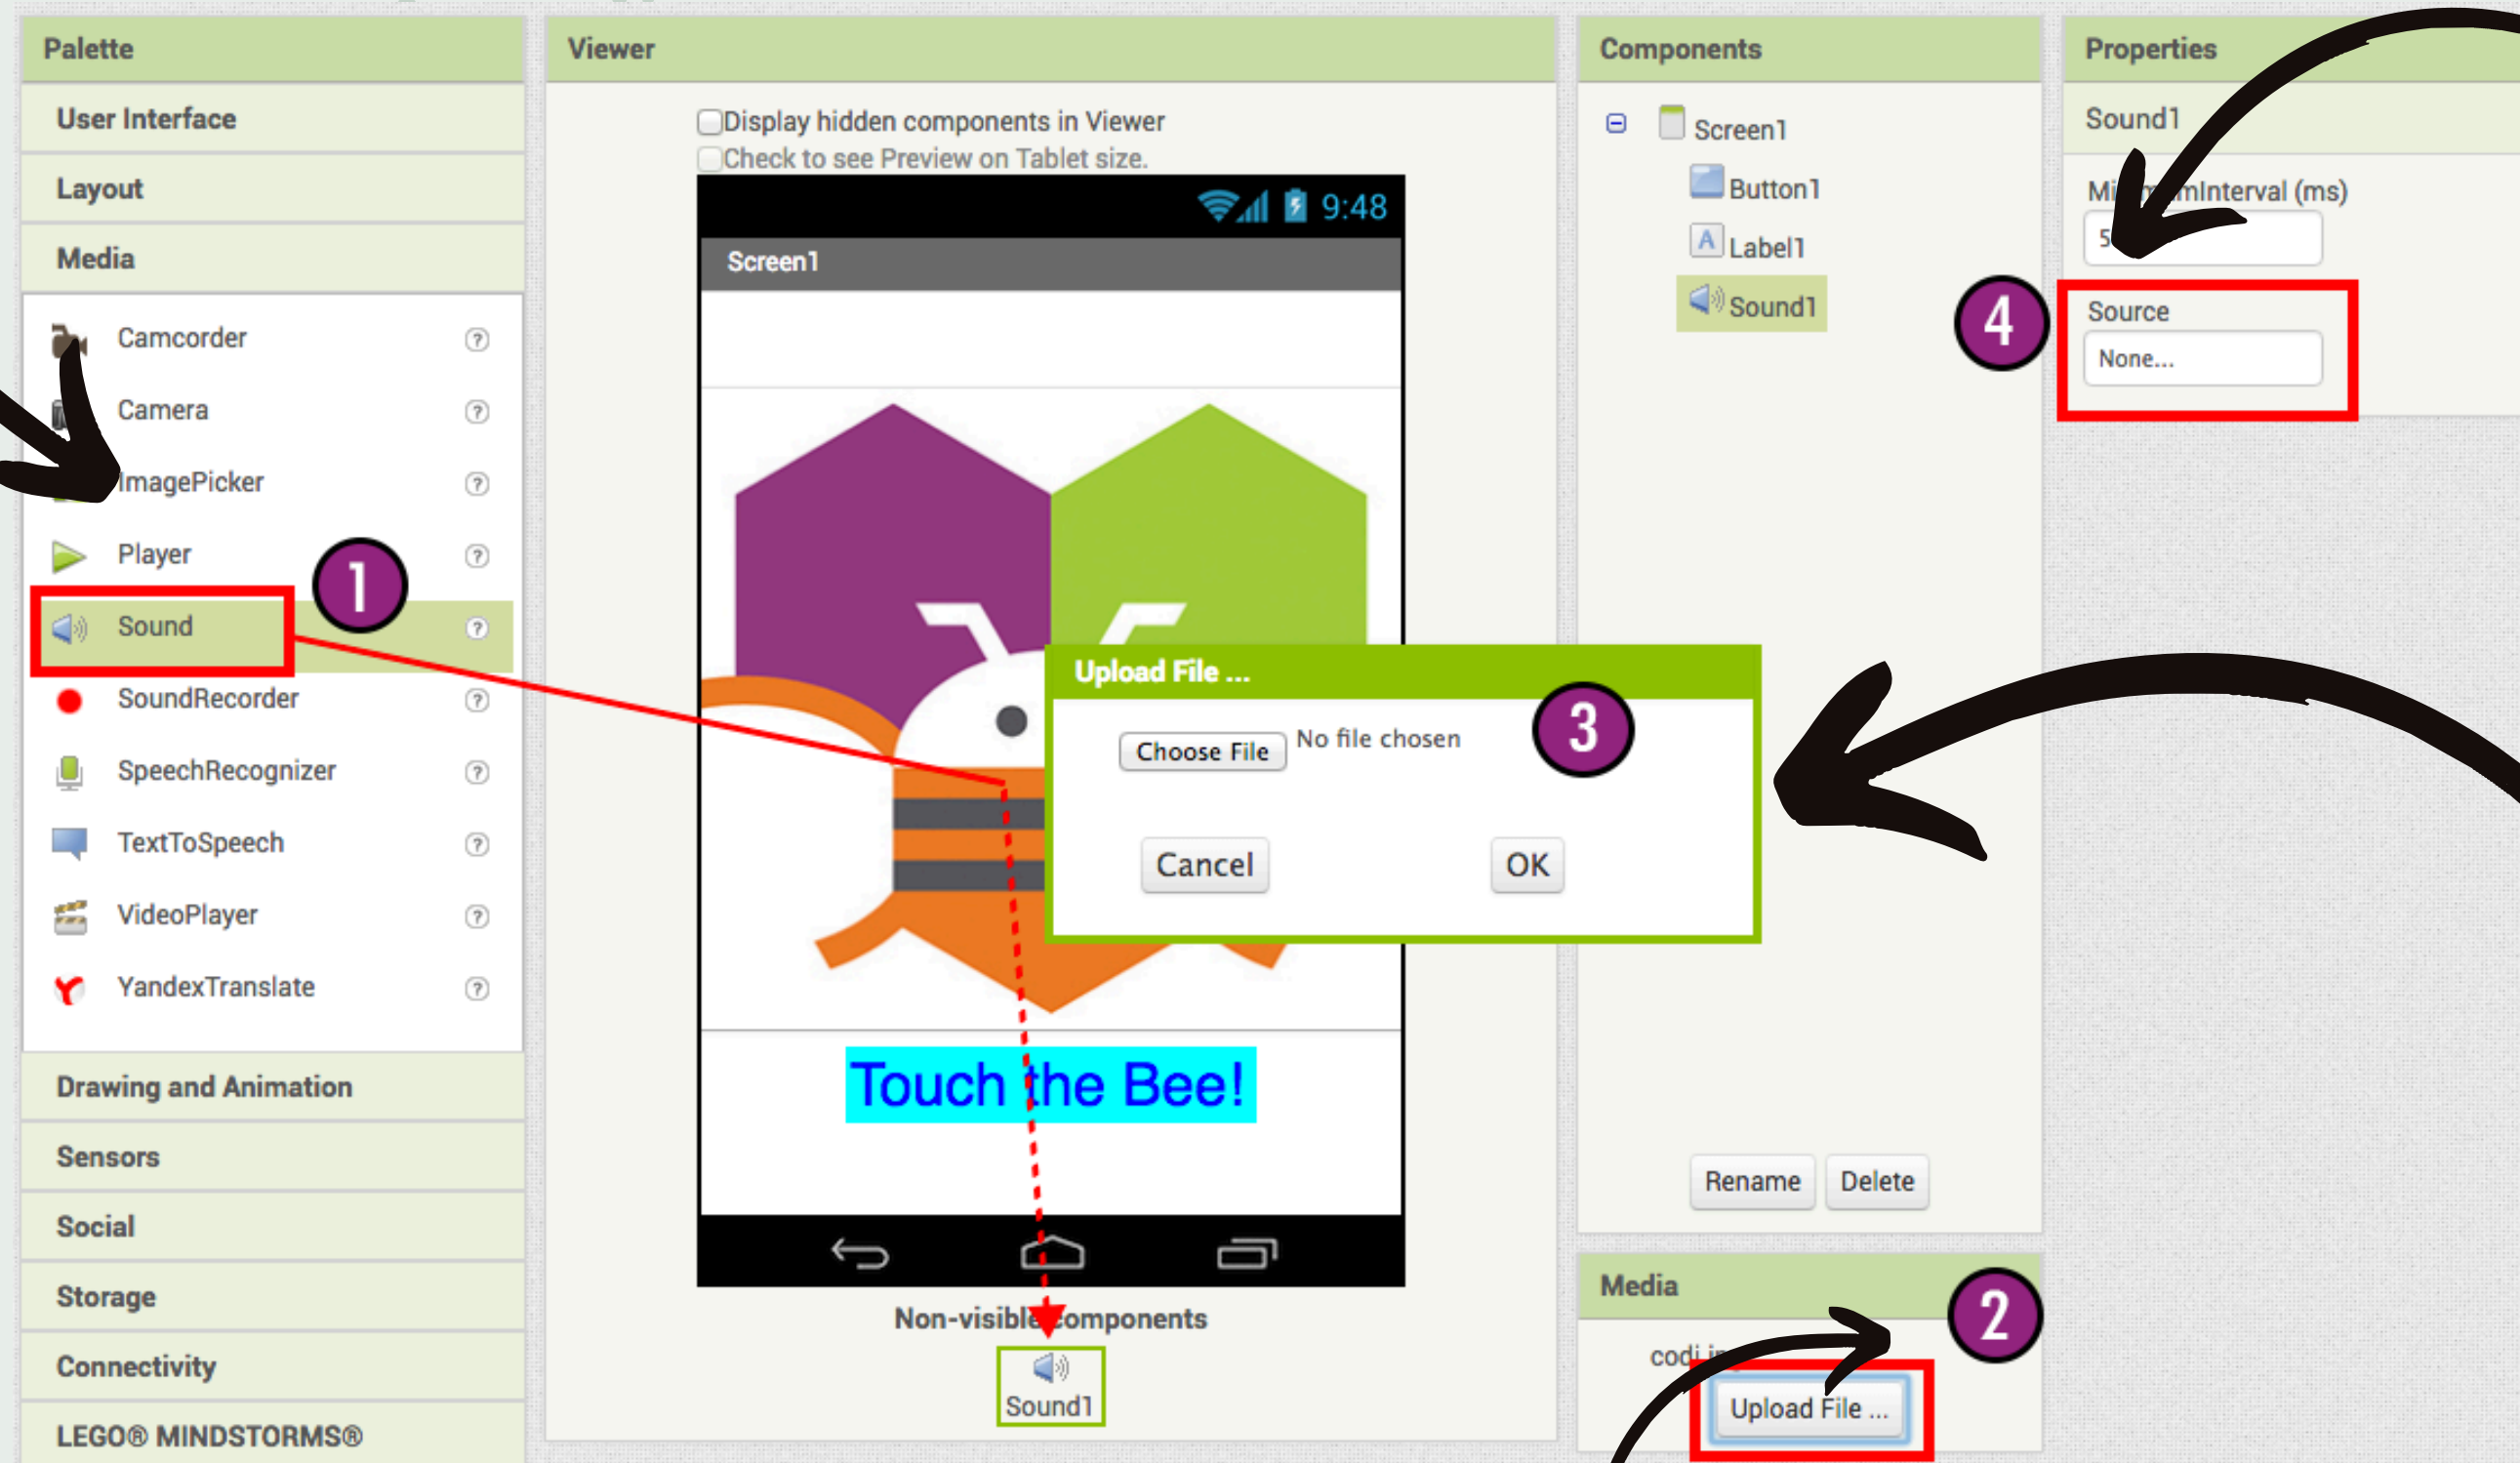 Palette
User Interface
Layout
Media
Camcorder
Camera
ImagePicker
Player
1
Sound
SoundRecorder
SpeechRecognizer
TextToSpeech
VideoPlayer
YandexTranslate
Drawing and Animation
Sensors
Social
Storage
Connectivity
LEGO® MINDSTORMS®
Viewer
Display hidden components in Viewer
Check to see Preview on Tablet size.
9:48
Screen1
Upload File ...
3
Choose File No file chosen
Cancel OK
Touch the Bee!
Non-visible components
Sound1
Components
Screen1
Button1
A Label1
Sound1
Rename Delete
Media
2
Upload File ...
Properties
Sound1
(ms)
4
Source
None...